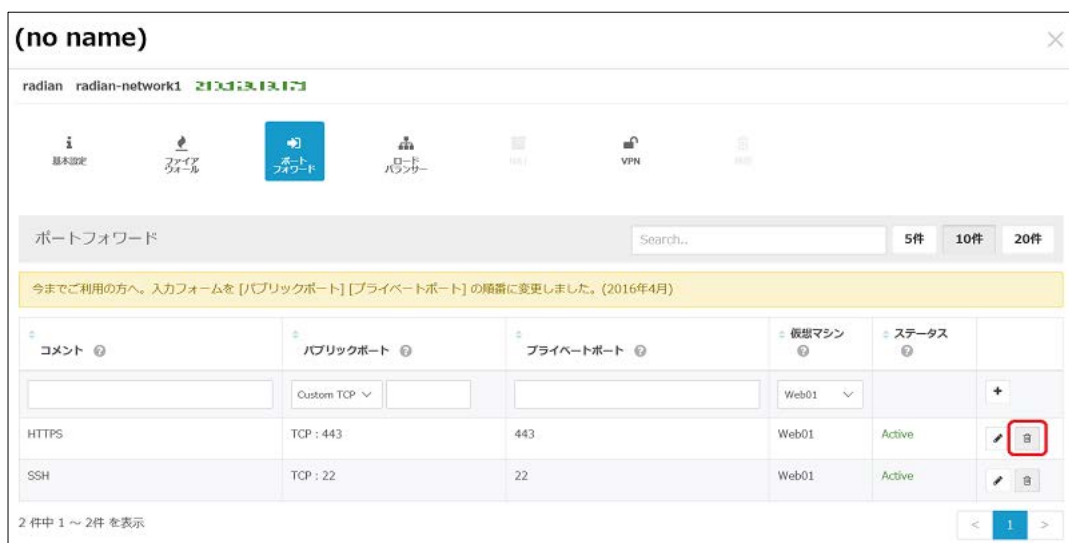 (no name)
radian radian-network1
基本設定
ファイア
ウォール
ポート
フォワード
ロード
バランサー
VPN
ポートフォワード Search.. 5件 10件 20件
今までご利用の方へ。入力フォームを [パブリックポート] [プライベートポート] の順番に変更しました。(2016年4月)
コメント パブリックポート プライベートポート 仮想マシン ステータス
Custom TCP Web01
HTTPS TCP : 443 443 Web01 Active
SSH TCP : 22 22 Web01 Active
2 件中 1 ～ 2件 を表示 < 1 >